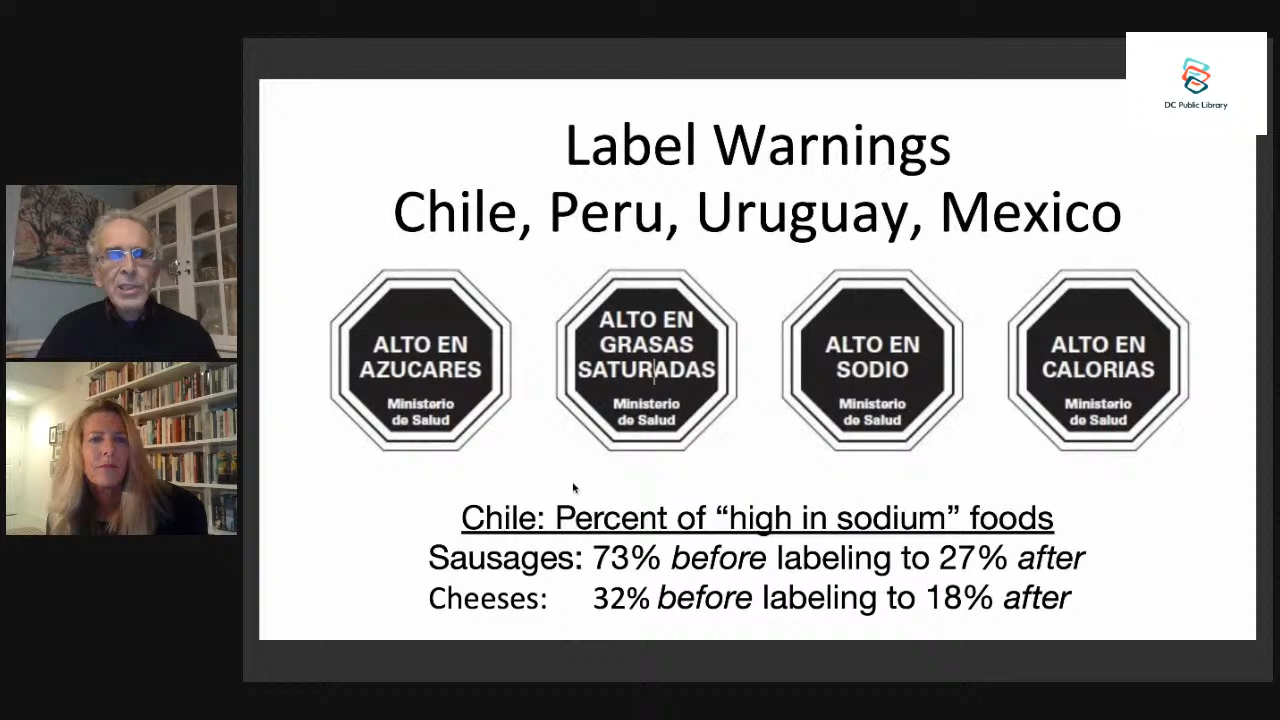 DC Public Library
Label Warnings
Chile, Peru, Uruguay, Mexico
ALTO EN
AZUCARES
Ministerio
de Salud
ALTO EN
GRASAS
SATURADAS
Ministerio
de Salud
ALTO EN
SODIO
Ministerio
de Salud
ALTO EN
CALORIAS
Ministerio
de Salud
Chile: Percent of “high in sodium” foods
Sausages: 73% before labeling to 27% after
Cheeses: 32% before labeling to 18% after